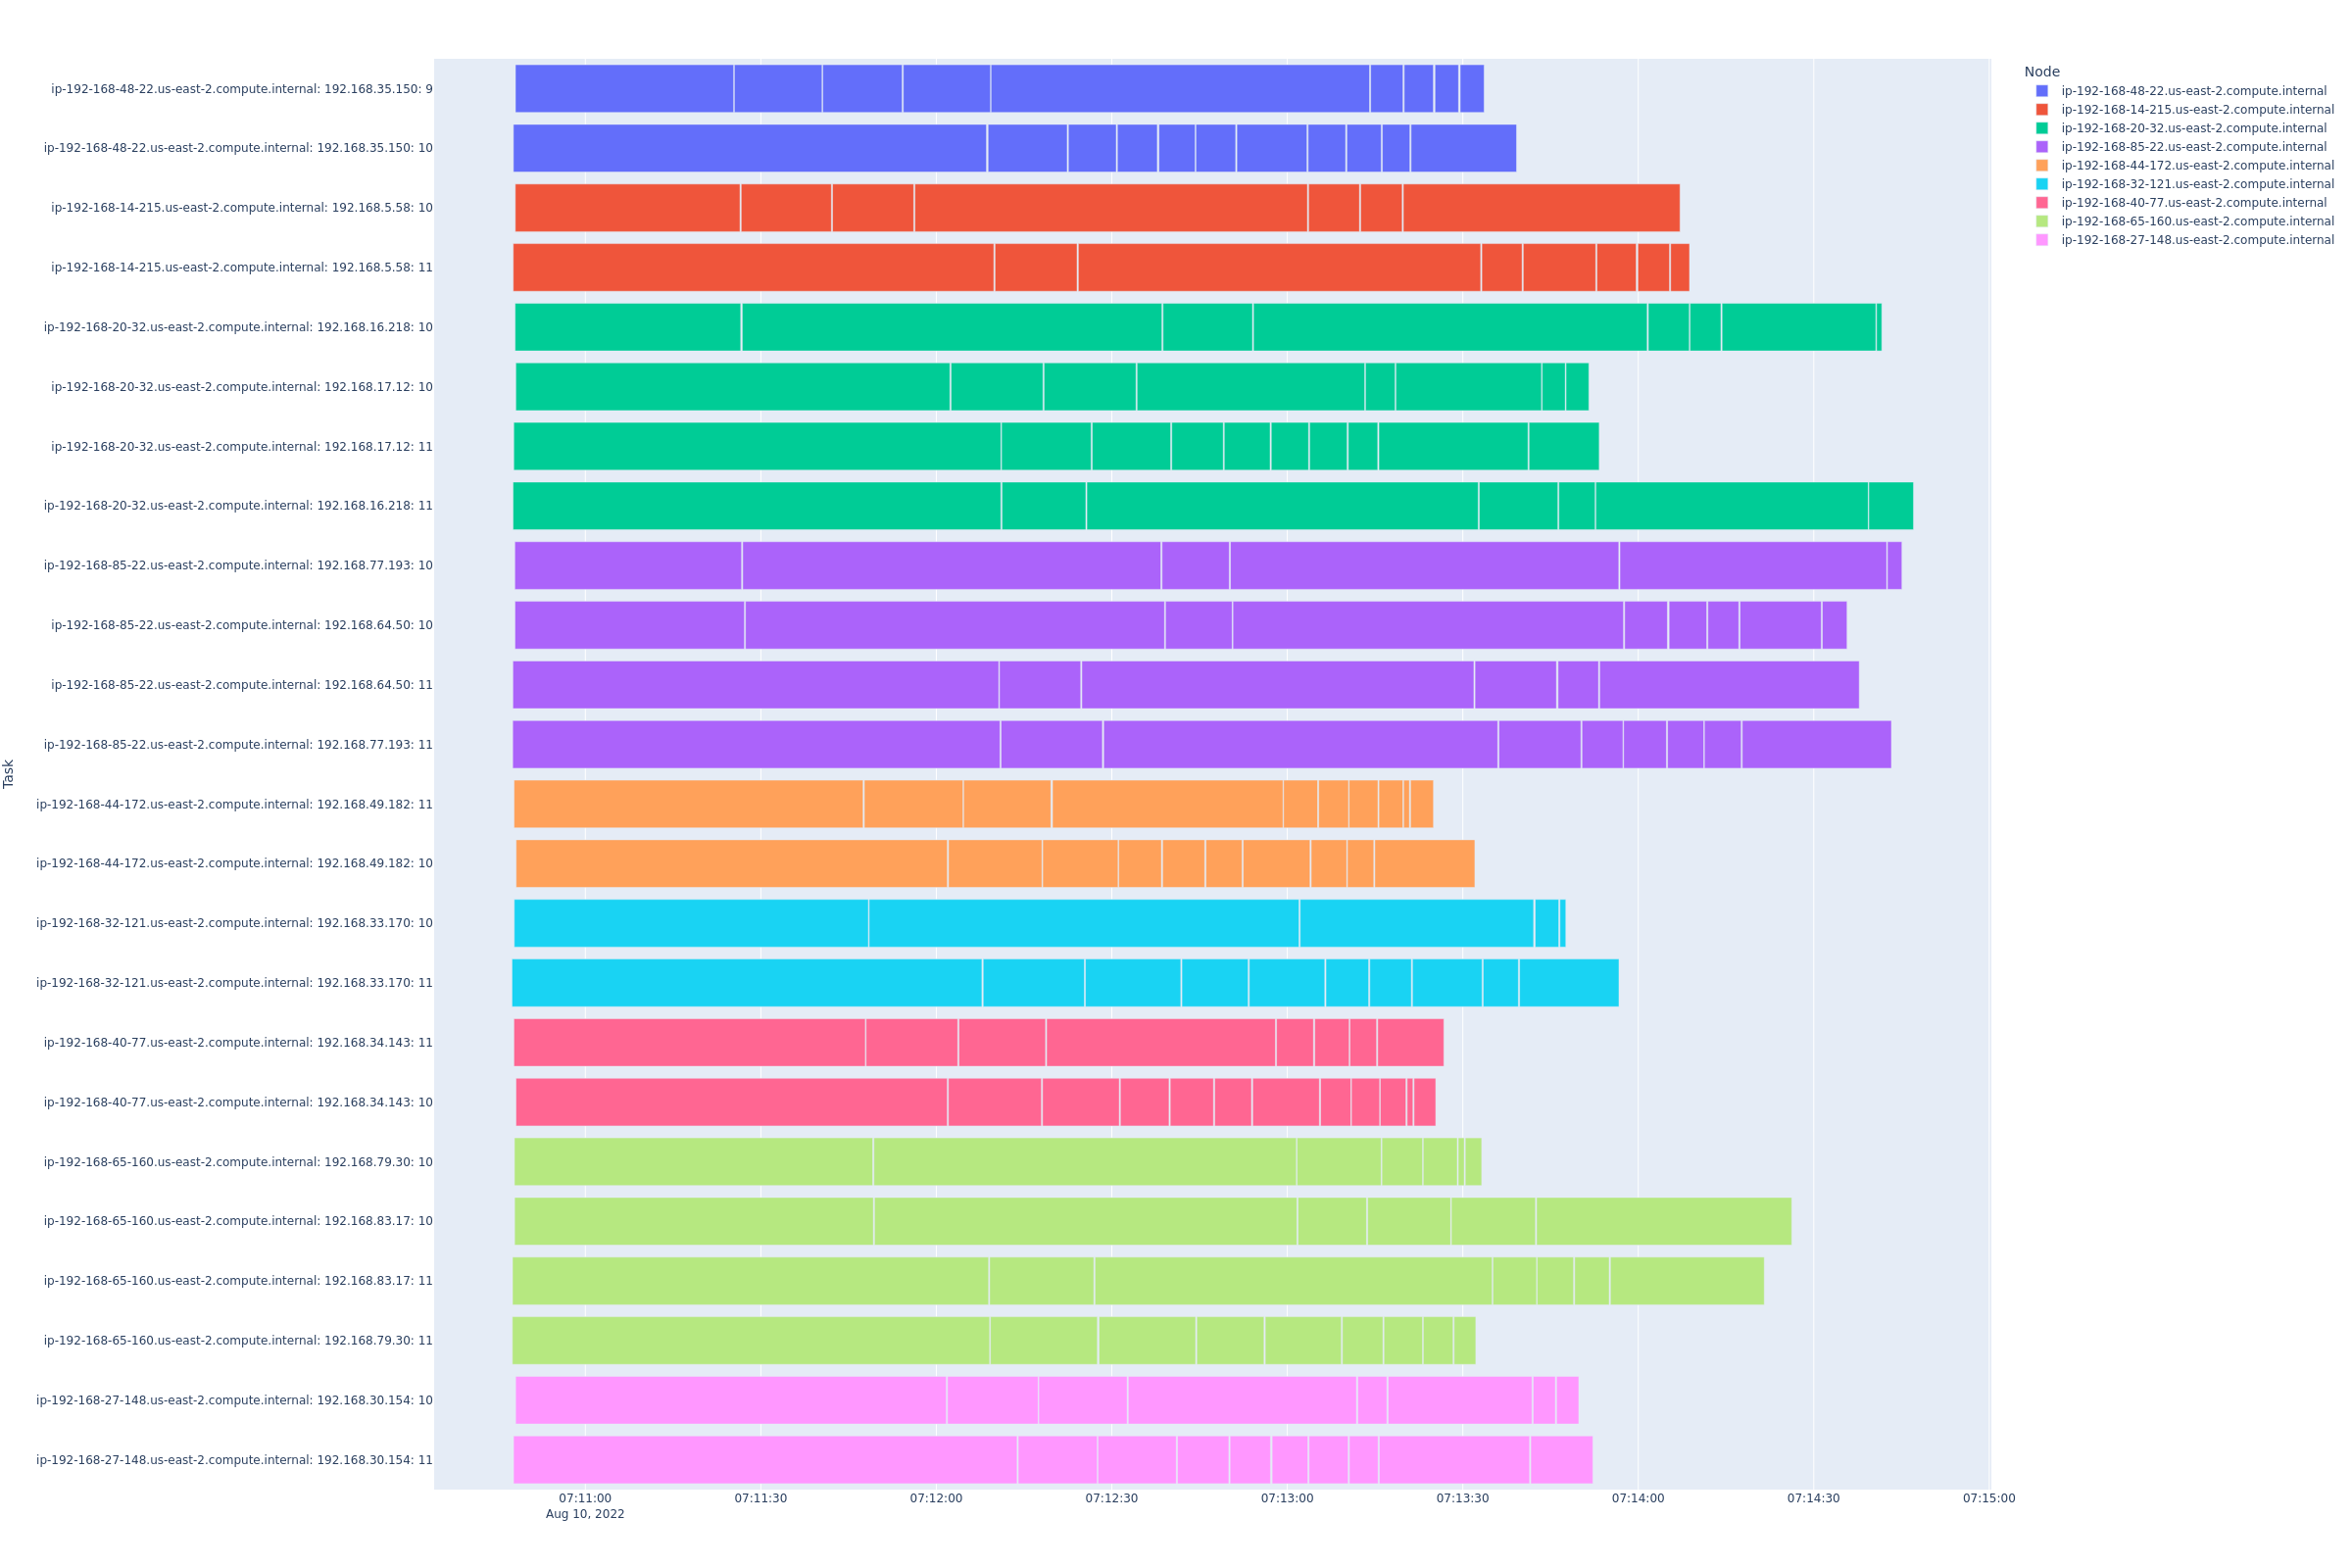 ip-192-168-48-22.us-east-2.compute.internal: 192.168.35.150: 9
ip-192-168-48-22.us-east-2.compute.internal: 192.168.35.150: 10
ip-192-168-14-215.us-east-2.compute.internal: 192.168.5.58: 10
ip-192-168-14-215.us-east-2.compute.internal: 192.168.5.58: 11
ip-192-168-20-32.us-east-2.compute.internal: 192.168.16.218: 10
ip-192-168-20-32.us-east-2.compute.internal: 192.168.17.12: 10
ip-192-168-20-32.us-east-2.compute.internal: 192.168.17.12: 11
ip-192-168-20-32.us-east-2.compute.internal: 192.168.16.218: 11
ip-192-168-85-22.us-east-2.compute.internal: 192.168.77.193: 10
ip-192-168-85-22.us-east-2.compute.internal: 192.168.64.50: 10
ip-192-168-85-22.us-east-2.compute.internal: 192.168.64.50: 11
ip-192-168-85-22.us-east-2.compute.internal: 192.168.77.193: 11
Task
ip-192-168-44-172.us-east-2.compute.internal: 192.168.49.182: 11
ip-192-168-44-172.us-east-2.compute.internal: 192.168.49.182: 10
ip-192-168-32-121.us-east-2.compute.internal: 192.168.33.170: 10
ip-192-168-32-121.us-east-2.compute.internal: 192.168.33.170: 11
ip-192-168-40-77.us-east-2.compute.internal: 192.168.34.143: 11
ip-192-168-40-77.us-east-2.compute.internal: 192.168.34.143: 10
ip-192-168-65-160.us-east-2.compute.internal: 192.168.79.30: 10
ip-192-168-65-160.us-east-2.compute.internal: 192.168.83.17: 10
ip-192-168-65-160.us-east-2.compute.internal: 192.168.83.17: 11
ip-192-168-65-160.us-east-2.compute.internal: 192.168.79.30: 11
ip-192-168-27-148.us-east-2.compute.internal: 192.168.30.154: 10
ip-192-168-27-148.us-east-2.compute.internal: 192.168.30.154: 11
07:11:00 07:11:30 07:12:00 07:12:30 07:13:00 07:13:30 07:14:00 07:14:30 07:15:00
Aug 10, 2022
Node
ip-192-168-48-22.us-east-2.compute.internal
ip-192-168-14-215.us-east-2.compute.internal
ip-192-168-20-32.us-east-2.compute.internal
ip-192-168-85-22.us-east-2.compute.internal
ip-192-168-44-172.us-east-2.compute.internal
ip-192-168-32-121.us-east-2.compute.internal
ip-192-168-40-77.us-east-2.compute.internal
ip-192-168-65-160.us-east-2.compute.internal
ip-192-168-27-148.us-east-2.compute.internal